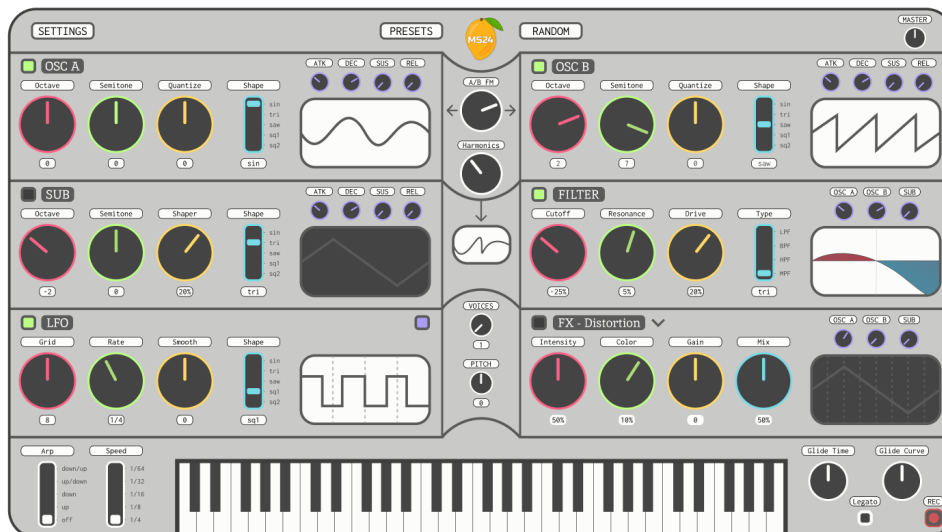 SETTINGS
PRESETS
MS24
RANDOM
MASTER
OSC A
ATK DEC SUS REL
Octave Semitone Quantize Shape
sin
tri
saw
sq1
sq2
0 0 0 sin
A/B FM
Harmonics
OSC B
ATK DEC SUS REL
Octave Semitone Quantize Shape
sin
tri
saw
sq1
sq2
2 7 0 saw
SUB
ATK DEC SUS REL
Octave Semitone Shaper Shape
sin
tri
saw
sq1
sq2
-2 0 20% tri
FILTER
OSC A OSC B SUB
Cutoff Resonance Drive Type
LPF
BPF
HPF
MPF
-25% 5% 20% tri
LFO
Grid Rate Smooth Shape
sin
tri
saw
sq1
sq2
8 1/4 0 sq1
VOICES
1
PITCH
0
FX - Distortion
OSC A OSC B SUB
Intensity Color Gain Mix
50% 10% 0 50%
Arp Speed
down/up 1/64
up/down 1/32
down 1/16
up 1/8
off 1/4
Glide Time Glide Curve
Legato REC